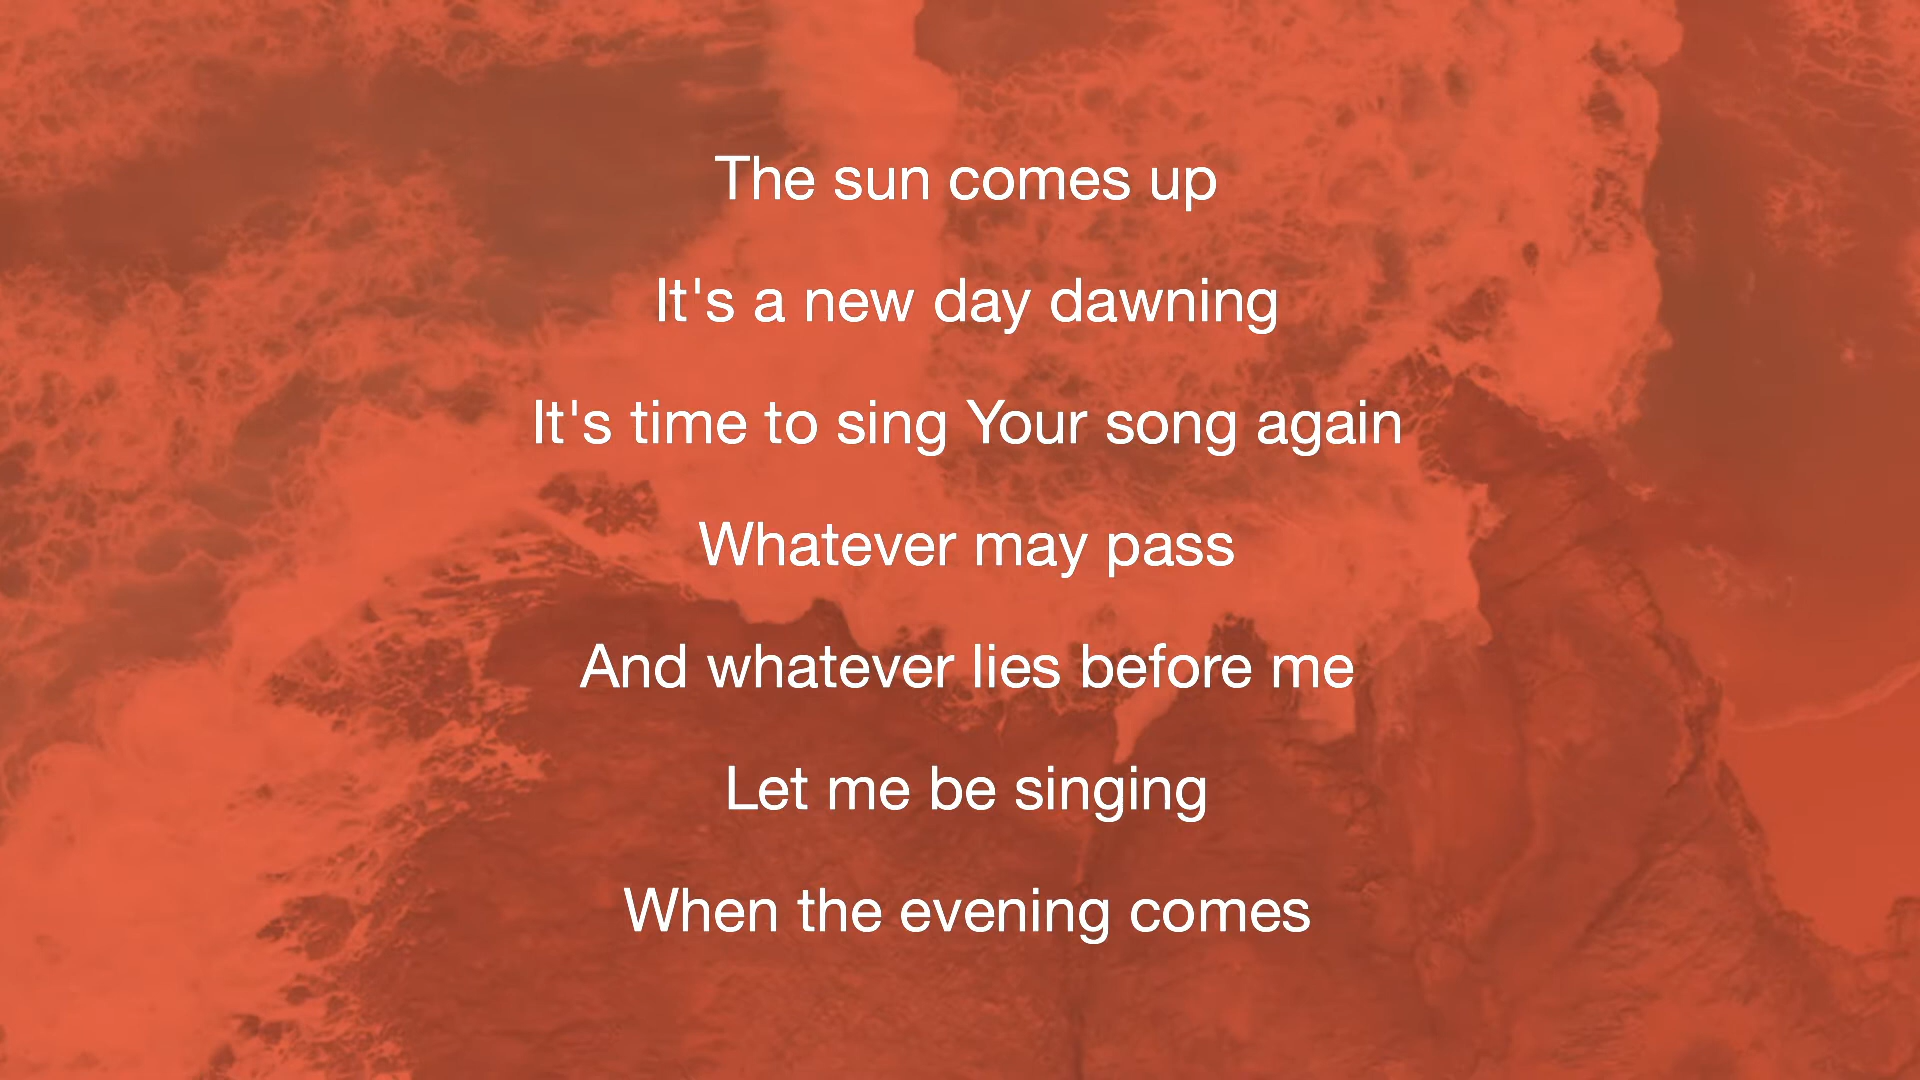 The sun comes up
It's a new day dawning
It's time to sing Your song again
Whatever may pass
And whatever lies before me
Let me be singing
When the evening comes